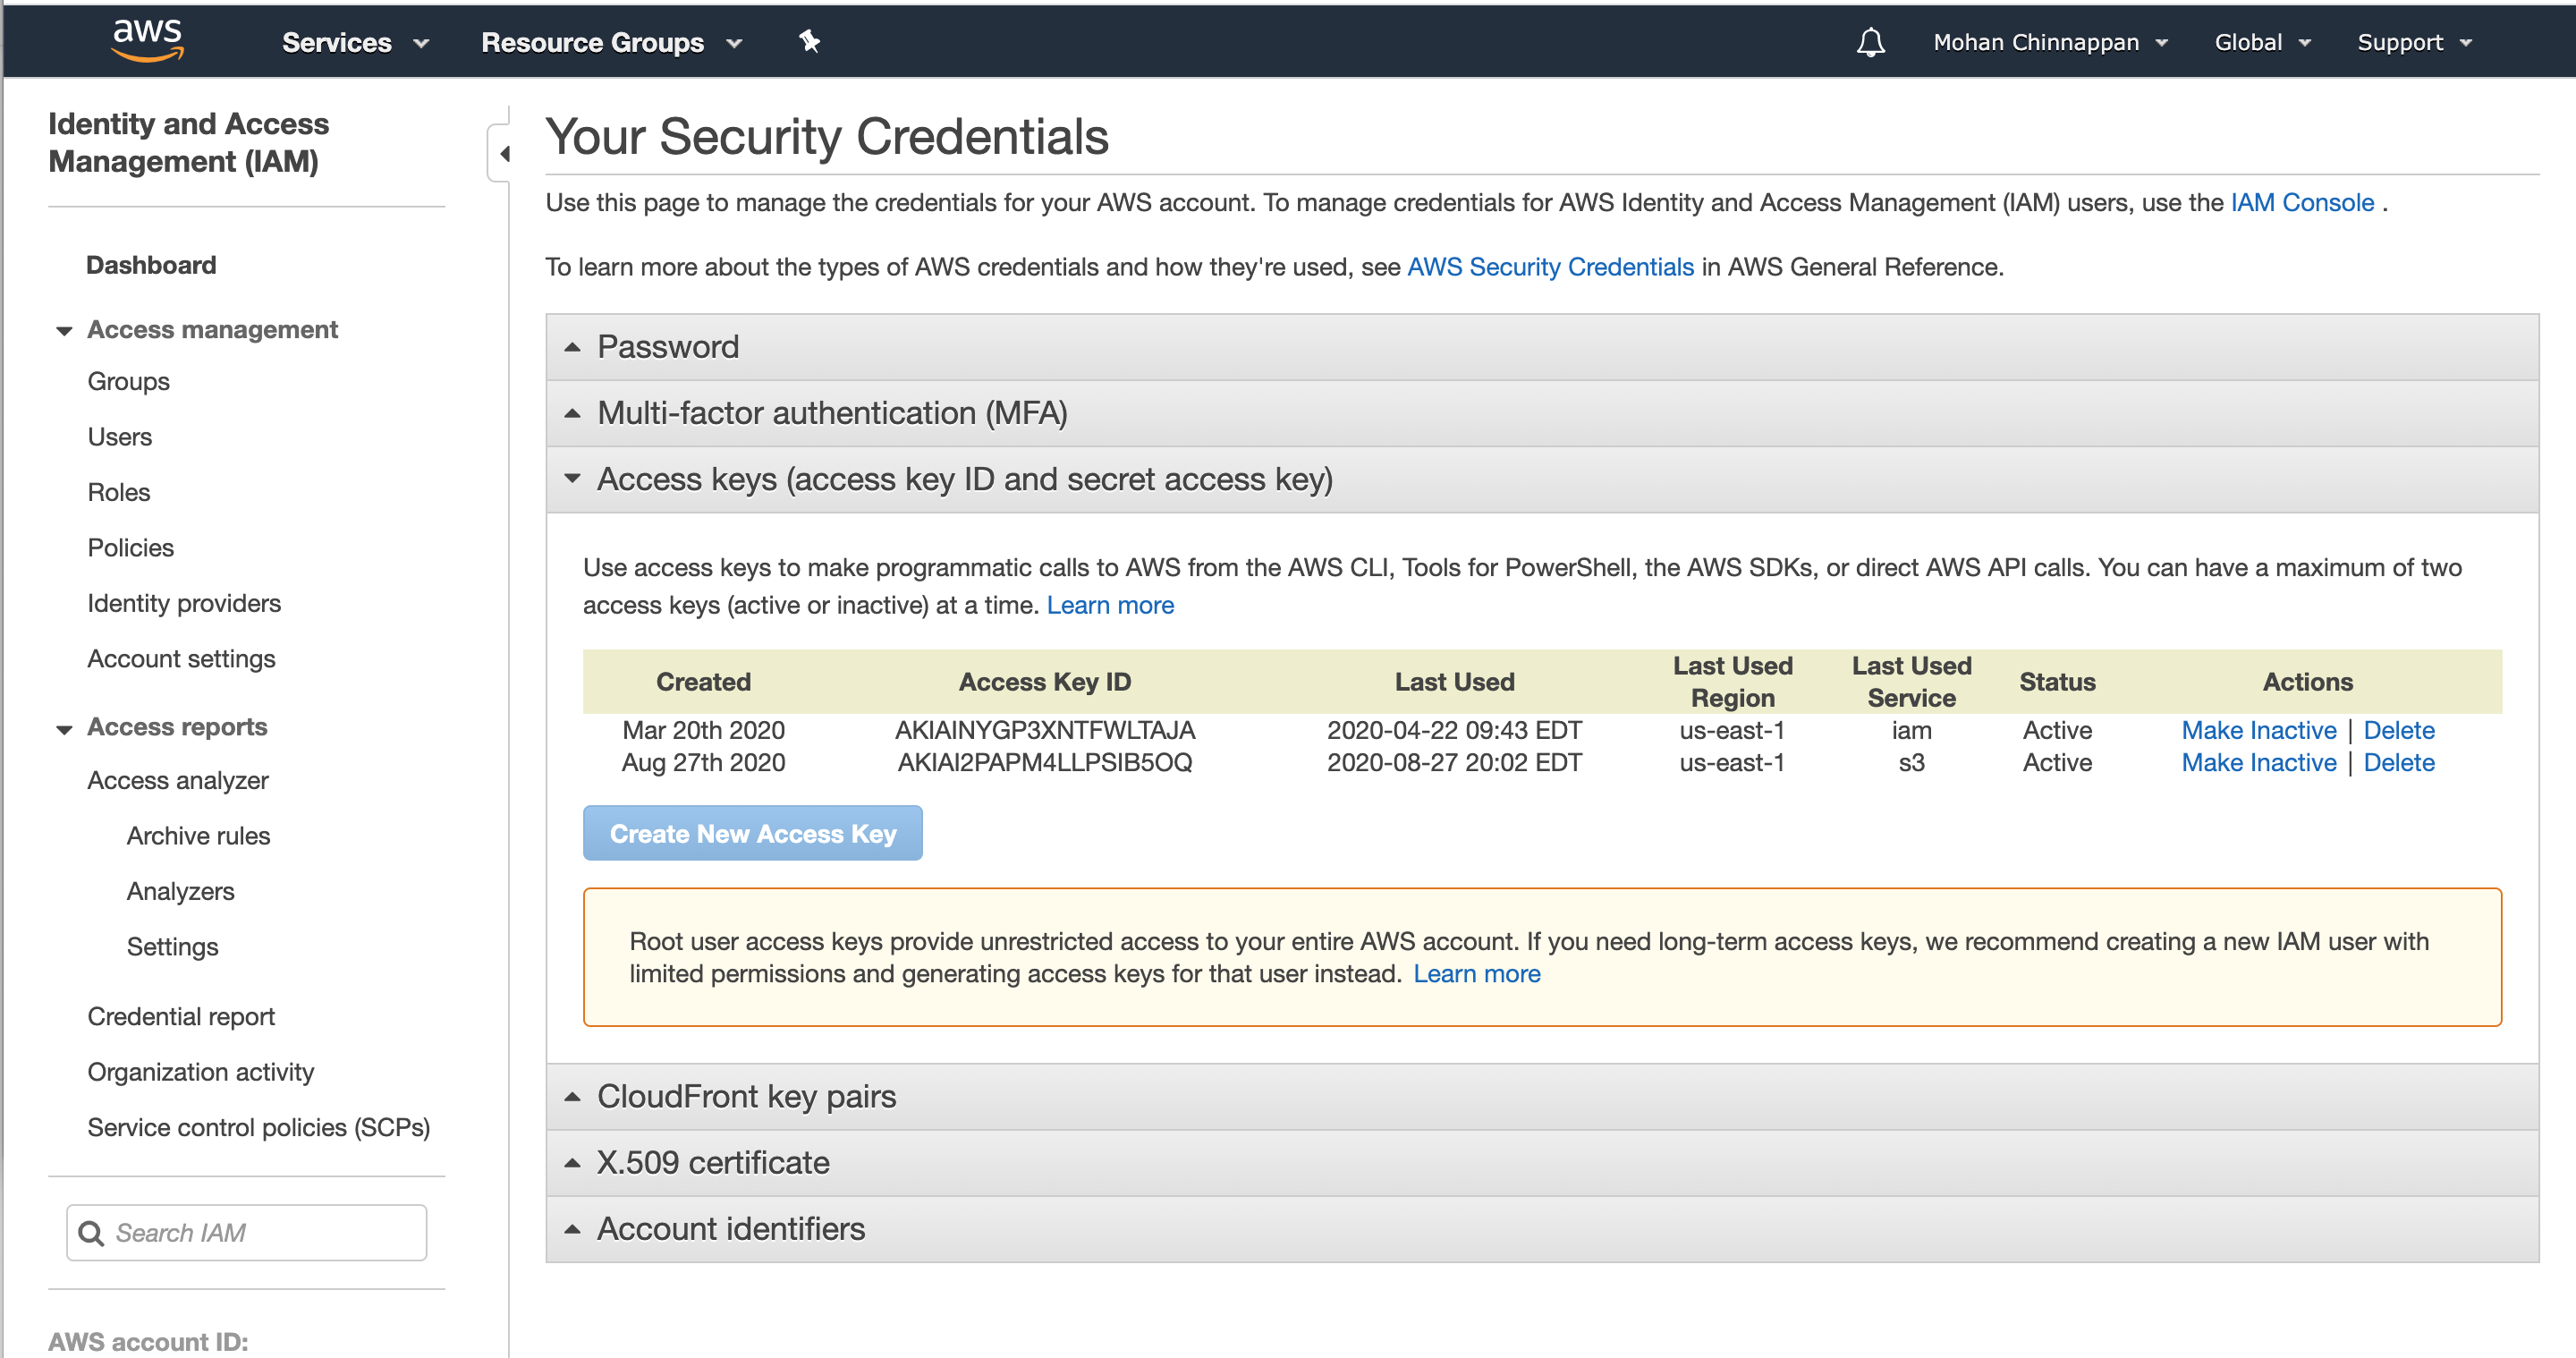 aws
Services
Resource Groups
Mohan Chinnappan
Global
Support
Identity and Access
Management (IAM)
Dashboard
Access management
Groups
Users
Roles
Policies
Identity providers
Account settings
Access reports
Access analyzer
Archive rules
Analyzers
Settings
Credential report
Organization activity
Service control policies (SCPs)
Search IAM
AWS account ID:
Your Security Credentials
Use this page to manage the credentials for your AWS account. To manage credentials for AWS Identity and Access Management (IAM) users, use the IAM Console .
To learn more about the types of AWS credentials and how they're used, see AWS Security Credentials in AWS General Reference.
Password
Multi-factor authentication (MFA)
Access keys (access key ID and secret access key)
Use access keys to make programmatic calls to AWS from the AWS CLI, Tools for PowerShell, the AWS SDKs, or direct AWS API calls. You can have a maximum of two
access keys (active or inactive) at a time. Learn more
Created Access Key ID Last Used Last Used Region Last Used Service Status Actions
Mar 20th 2020 AKIAINYGP3XNTFWLTAJA 2020-04-22 09:43 EDT us-east-1 iam Active Make Inactive | Delete
Aug 27th 2020 AKIAI2PAPM4LLPSIB5OQ 2020-08-27 20:02 EDT us-east-1 s3 Active Make Inactive | Delete
Create New Access Key
Root user access keys provide unrestricted access to your entire AWS account. If you need long-term access keys, we recommend creating a new IAM user with
limited permissions and generating access keys for that user instead. Learn more
CloudFront key pairs
X.509 certificate
Account identifiers